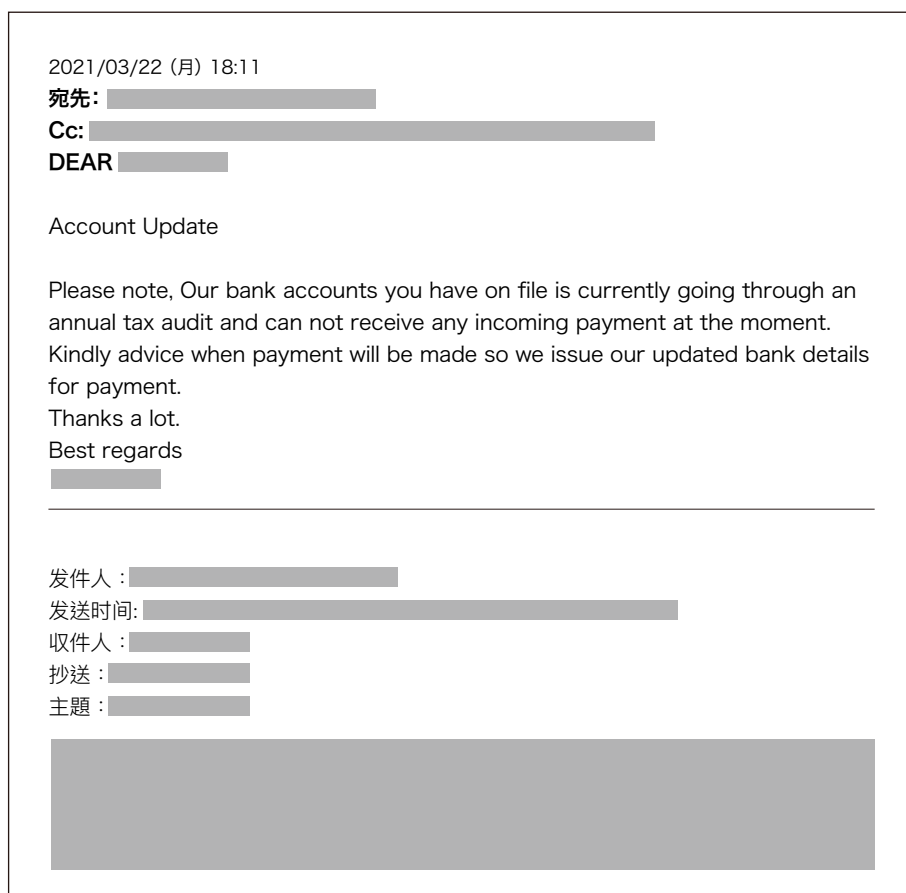 2021/03/22（月）18:11
宛先：
Cc:
DEAR
Account Update
Please note, Our bank accounts you have on file is currently going through an
annual tax audit and can not receive any incoming payment at the moment.
Kindly advice when payment will be made so we issue our updated bank details
for payment.
Thanks a lot.
Best regards
发件人：
发送时间:
収件人：
抄送：
主題：